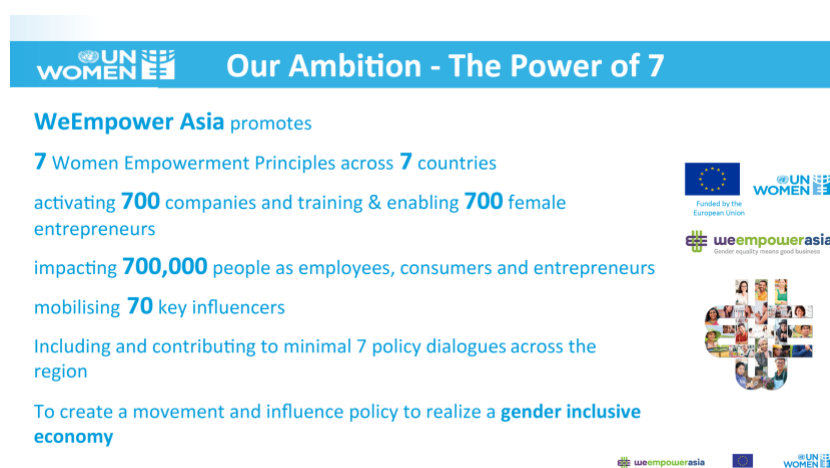 UN
WOMEN
Our Ambition - The Power of 7
WeEmpower Asia promotes
7 Women Empowerment Principles across 7 countries
activating 700 companies and training & enabling 700 female
entrepreneurs
impacting 700,000 people as employees, consumers and entrepreneurs
mobilising 70 key influencers
Including and contributing to minimal 7 policy dialogues across the
region
To create a movement and influence policy to realize a gender inclusive
economy
Funded by the
European Union
UN
WOMEN
weempowerasia
Gender equality means good business
weempowerasia
UN
WOMEN